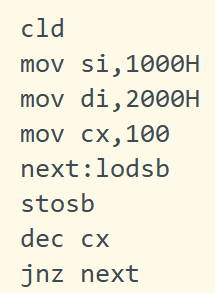 cld
mov si,1000H
mov di,2000H
mov cx,100
next:lodsb
stosb
dec cx
jnz next